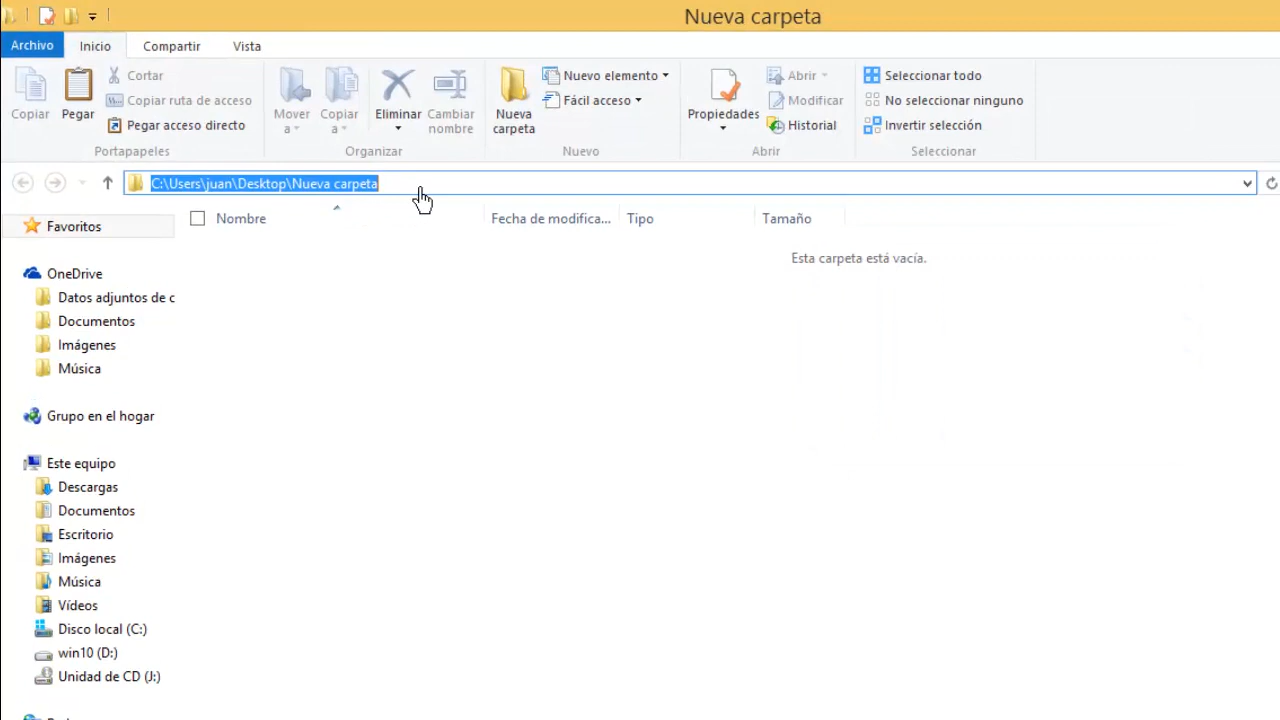 Nueva carpeta
Archivo Inicio Compartir Vista
Copiar
Pegar
Cortar
Copiar ruta de acceso
Pegar acceso directo
Portapapeles
Mover a
Copiar a
Eliminar
Cambiar nombre
Organizar
Nueva carpeta
Nuevo elemento
Fácil acceso
Nuevo
Propiedades
Abrir
Modificar
Historial
Abrir
Seleccionar todo
No seleccionar ninguno
Invertir selección
Seleccionar
C:\Users\juan\Desktop\Nueva carpeta
Nombre Fecha de modifica... Tipo Tamaño
Esta carpeta está vacía.
Favoritos
OneDrive
Datos adjuntos de c
Documentos
Imágenes
Música
Grupo en el hogar
Este equipo
Descargas
Documentos
Escritorio
Imágenes
Música
Vídeos
Disco local (C:)
win10 (D:)
Unidad de CD (J:)